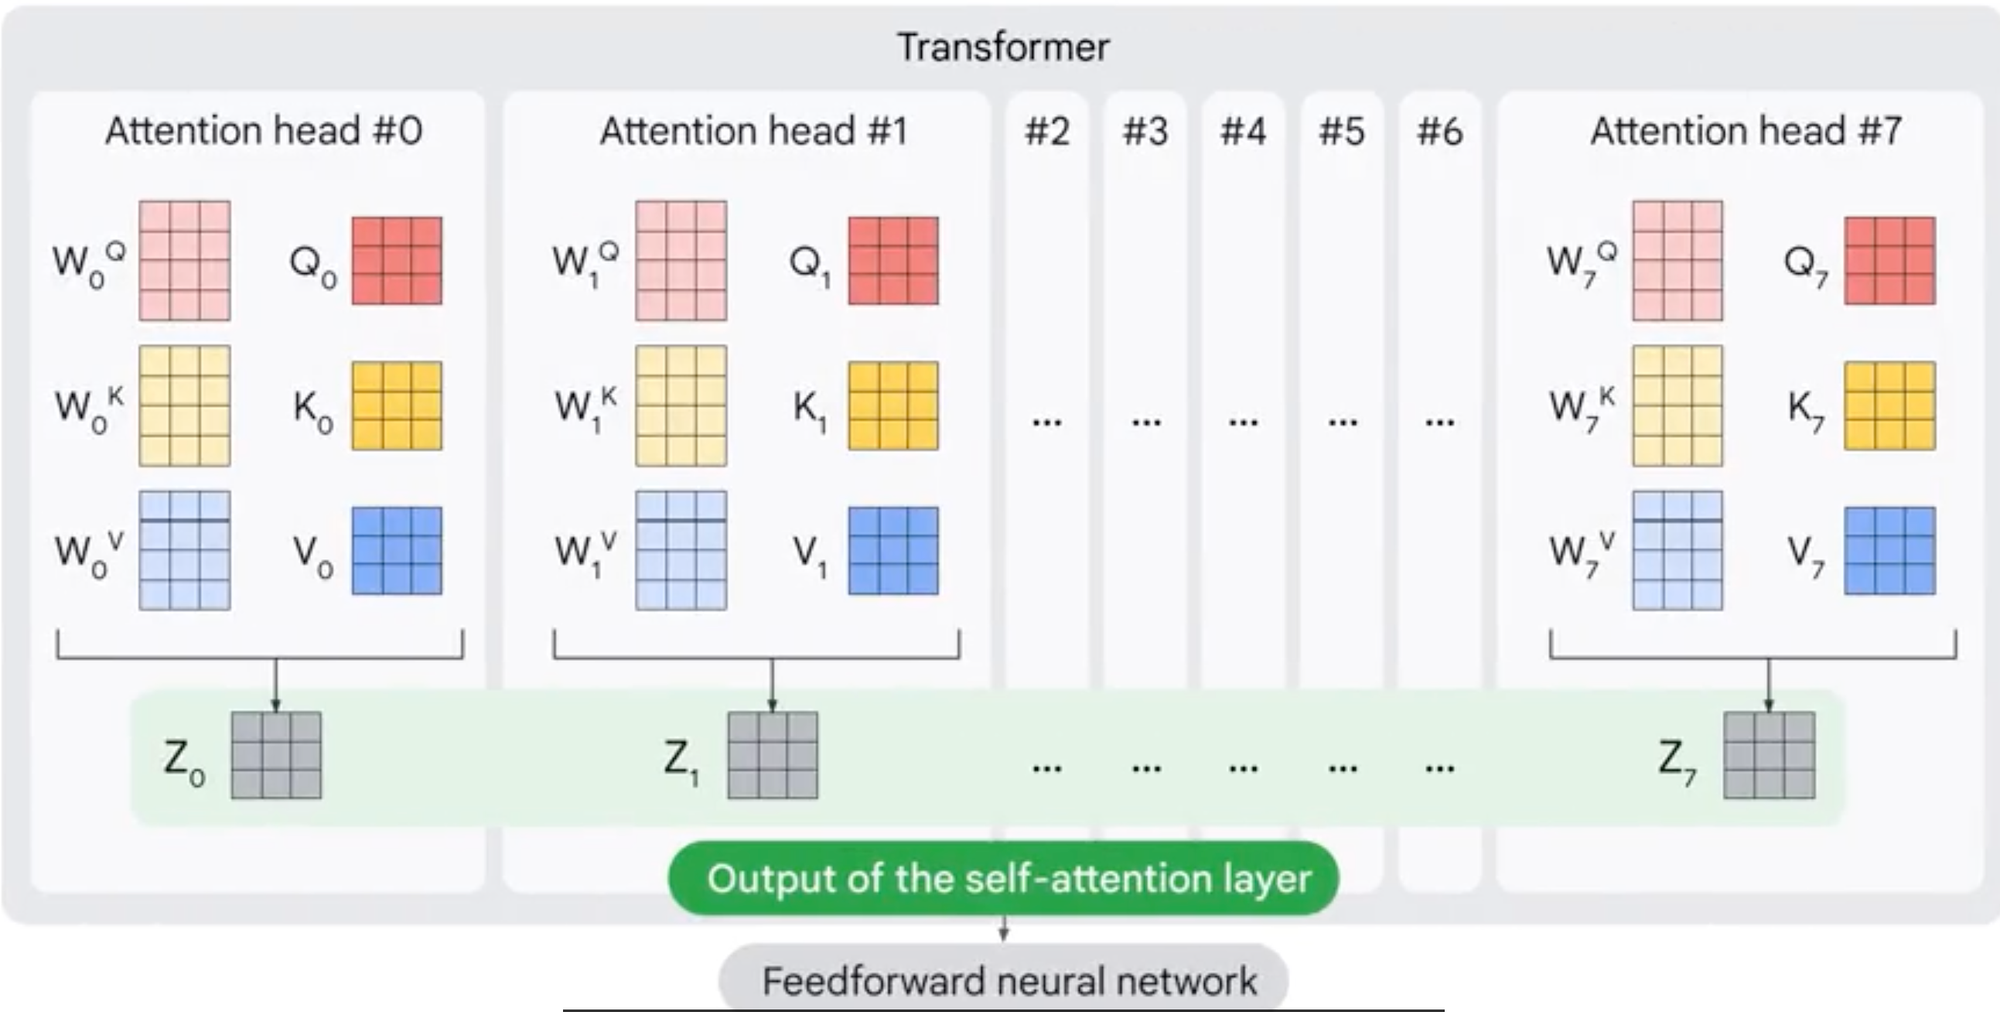 Transformer
Attention head #0
Attention head #1
#2
#3
#4
#5
#6
Attention head #7
W₀Q
Q₀
W₁Q
Q₁
W₇Q
Q₇
W₀K
K₀
W₁K
K₁
...
...
...
...
...
W₇K
K₇
W₀V
V₀
W₁V
V₁
W₇V
V₇
Z₀
Z₁
...
...
...
...
...
Z₇
Output of the self-attention layer
Feedforward neural network